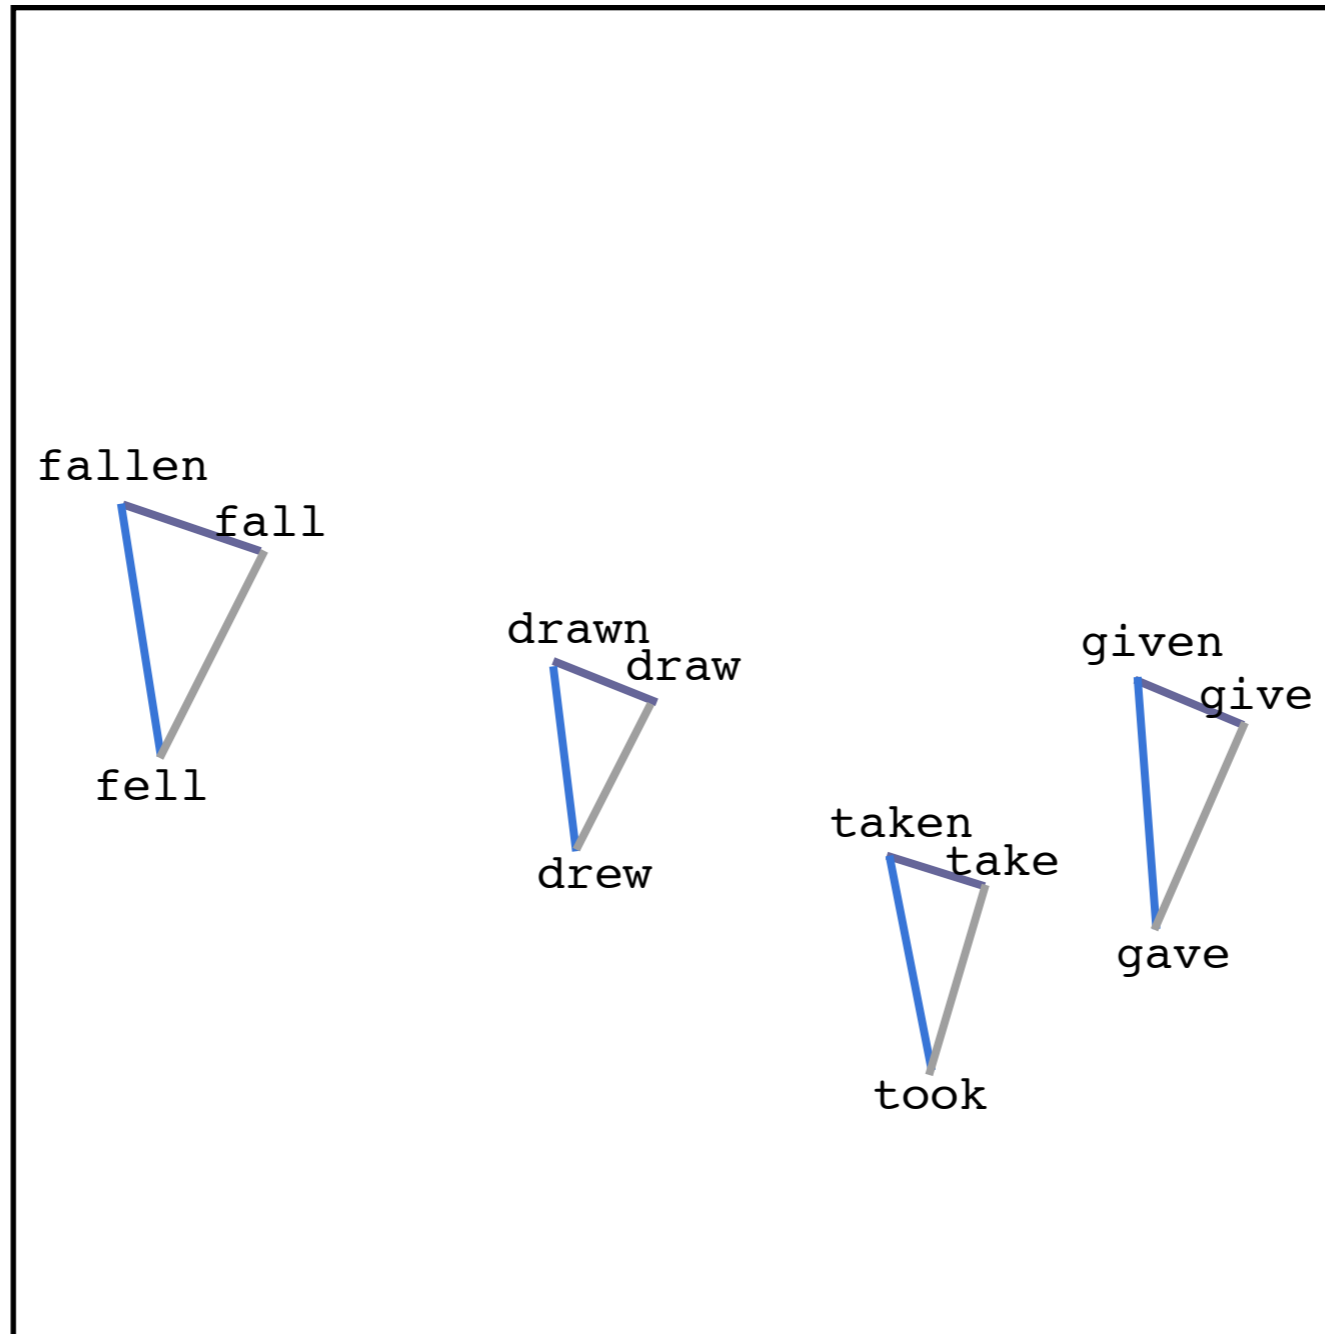 fallen
fall
fell
drawn
draw
drew
taken
take
took
given
give
gave